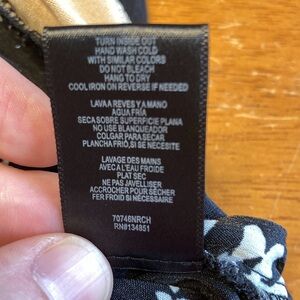 TURN INSIDE OUT
HAND WASH COLD
WITH SIMILAR COLORS
DO NOT BLEACH
HANG TO DRY
COOL IRON ON REVERSE IF NEEDED
LAVA A REVES Y A MANO
AGUA FRÍA
SECA SOBRE SUPERFICIE PLANA
NO USE BLANQUEADOR
COLGAR PARA SECAR
PLANCHA FRIO, SI SE NECESITE
LAVAGE DES MAINS
AVEC L'EAU FROIDE
PLAT SEC
NE PAS JAVELLISER
ACCROCHER POUR SÉCHER
FER FROID SI NÉCESSAIRE
70746NRCH
RN#134851